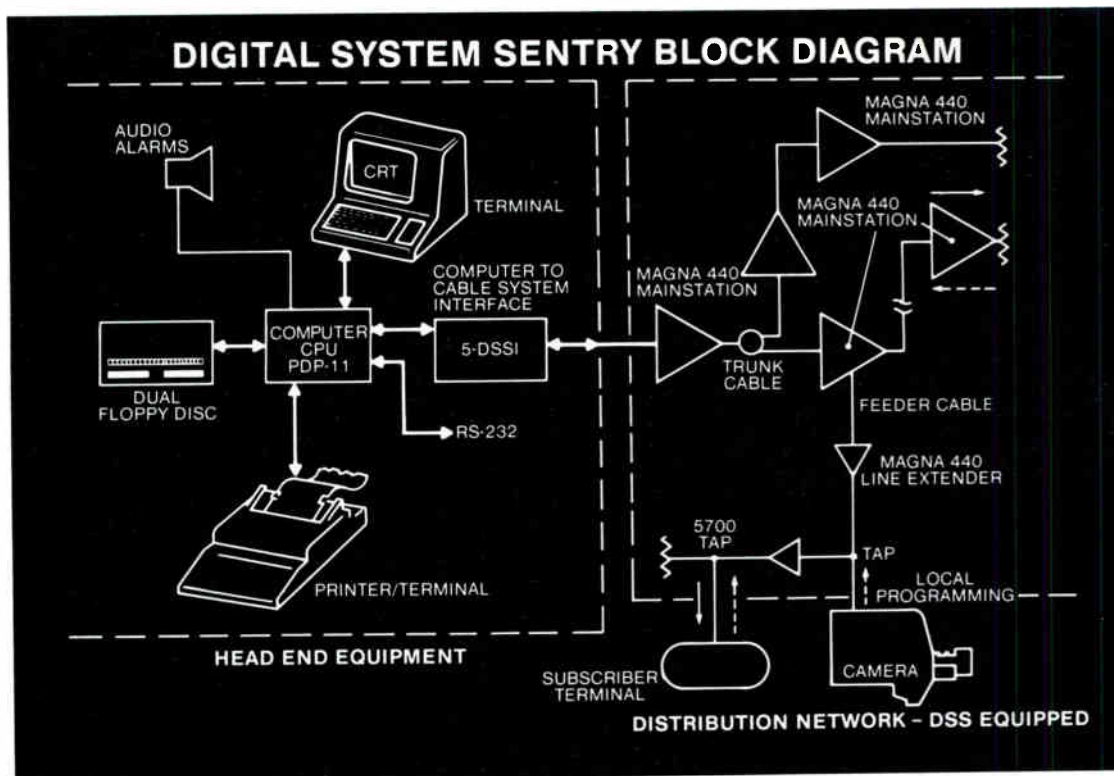 DIGITAL SYSTEM SENTRY BLOCK DIAGRAM
AUDIO
ALARMS
CRT
TERMINAL
COMPUTER TO
CABLE SYSTEM
INTERFACE
COMPUTER
CPU
PDP-11
5-DSSI
DUAL
FLOPPY DISC
RS-232
PRINTER/TERMINAL
HEAD END EQUIPMENT
MAGNA 440
MAINSTATION
MAGNA 440
MAINSTATION
MAGNA 440
MAINSTATION
TRUNK
CABLE
FEEDER CABLE
MAGNA 440
LINE EXTENDER
5700
TAP
TAP
LOCAL
PROGRAMMING
SUBSCRIBER
TERMINAL
CAMERA
DISTRIBUTION NETWORK – DSS EQUIPPED